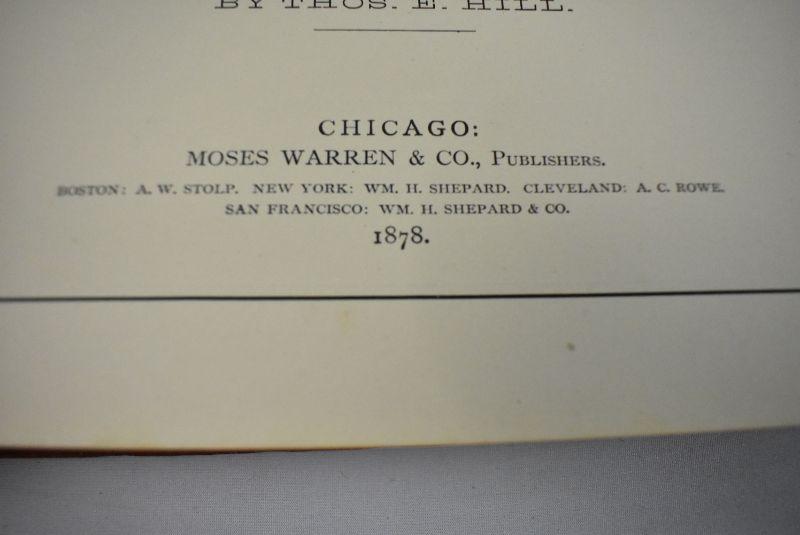 BY THOS. E. HILL.
CHICAGO:
MOSES WARREN & CO., PUBLISHERS.
BOSTON: A. W. STOLP. NEW YORK: WM. H. SHEPARD. CLEVELAND: A. C. ROWE.
SAN FRANCISCO: WM. H. SHEPARD & CO.
1878.